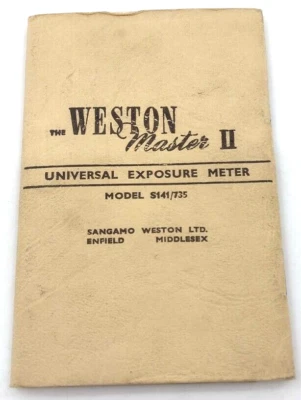 THE WESTON
Master II
UNIVERSAL EXPOSURE METER
MODEL S141/735
SANGAMO WESTON LTD.
ENFIELD MIDDLESEX